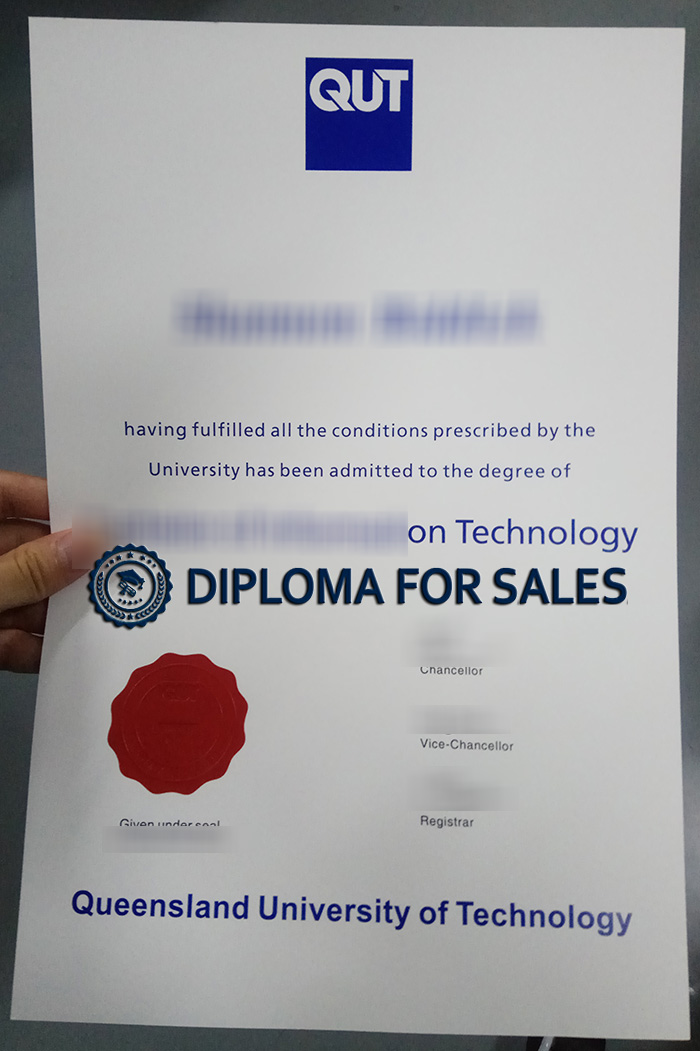 QUT
having fulfilled all the conditions prescribed by the
University has been admitted to the degree of
on Technology
DIPLOMA FOR SALES
Chancellor
QUT
Vice-Chancellor
Given under seal
Registrar
Queensland University of Technology